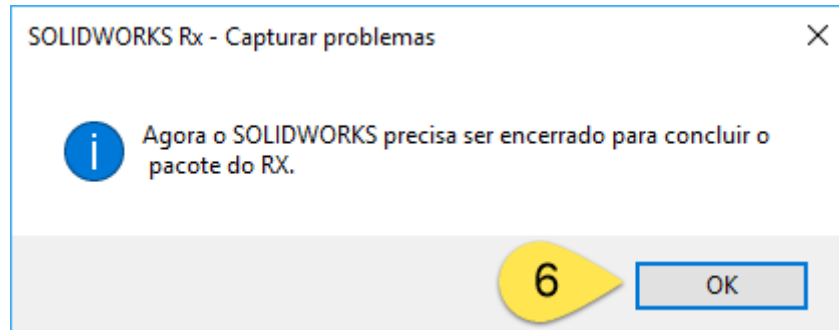 SOLIDWORKS Rx - Capturar problemas
Agora o SOLIDWORKS precisa ser encerrado para concluir o
pacote do RX.
6
OK